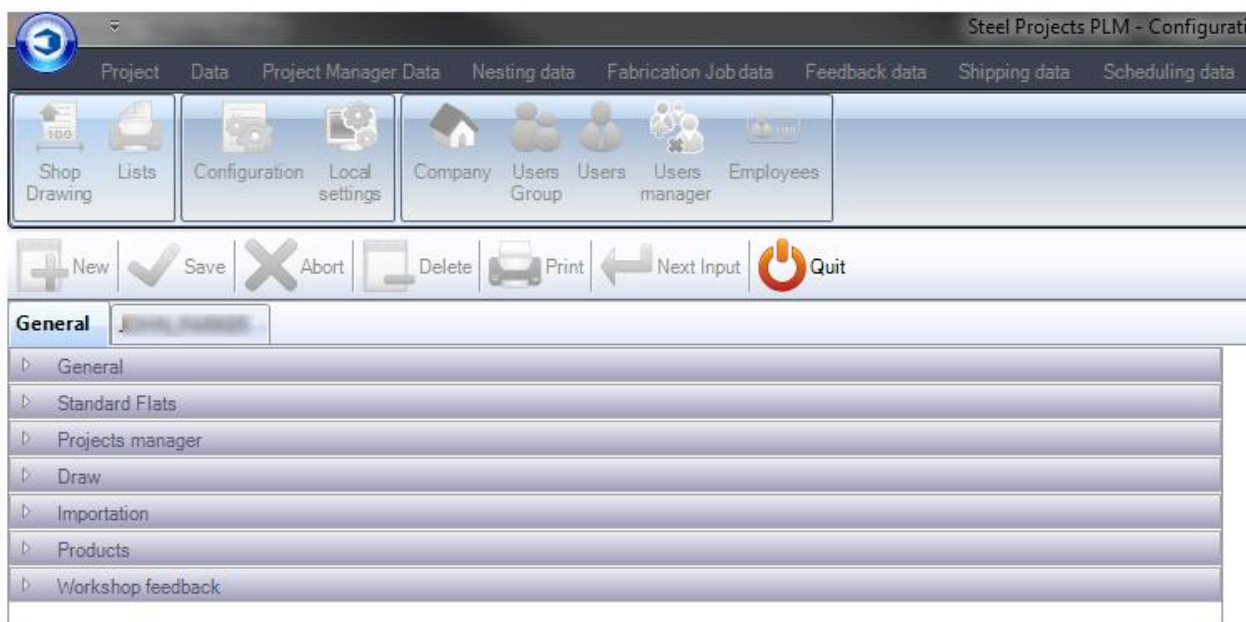 Steel Projects PLM - Configurati
Project Data Project Manager Data Nesting data Fabrication Job data Feedback data Shipping data Scheduling data
100
Shop Drawing Lists Configuration Local settings Company Users Group Users Users manager Employees
New Save Abort Delete Print Next Input Quit
General
General
Standard Flats
Projects manager
Draw
Importation
Products
Workshop feedback